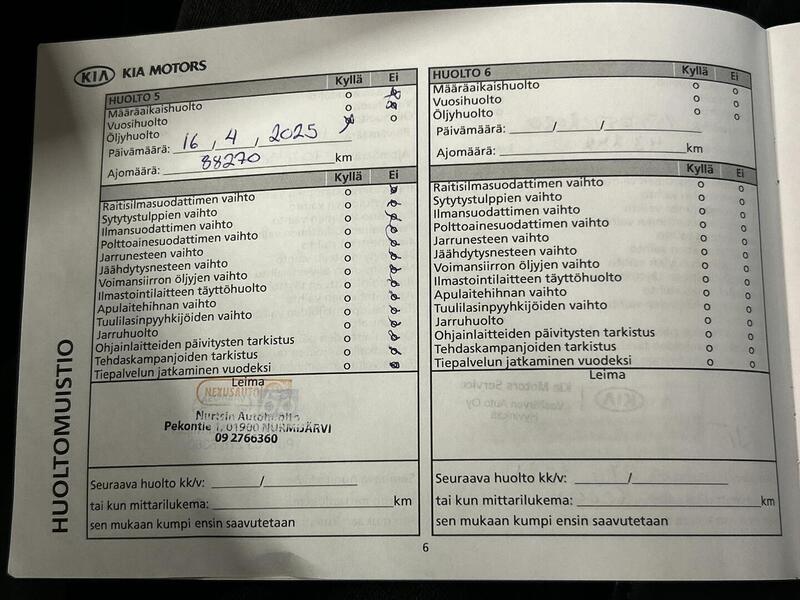 KIA KIA MOTORS
HUOLTO 5 Kyllä Ei
Määräaikaishuolto o o
Vuosihuolto o o
Öljyhuolto o o
Päivämäärä: 16, 4, 2025
Ajomäärä: 88270 km
Kyllä Ei
Raitisilmasuodattimen vaihto o o
Sytytystulppien vaihto o o
Ilmansuodattimen vaihto o o
Polttoainesuodattimen vaihto o o
Jarrunesteen vaihto o o
Jäähdytysnesteen vaihto o o
Voimansiirron öljyjen vaihto o o
Ilmastointilaitteen täyttöhuolto o o
Apulaitehihnan vaihto o o
Tuulilasinpyyhkijöiden vaihto o o
Jarruhuolto o o
Ohjainlaitteiden päivitysten tarkistus o o
Tehdaskampanjoiden tarkistus o o
Tiepalvelun jatkaminen vuodeksi o o
Leima
NEXUSAUTO
Nurtsin Autohuolto
Pekontie 1, 01900 NURMIJÄRVI
09 2766360
Seuraava huolto kk/v: /
tai kun mittarilukema: km
sen mukaan kumpi ensin saavutetaan
HUOLTO 6 Kyllä Ei
Määräaikaishuolto o o
Vuosihuolto o o
Öljyhuolto o o
Päivämäärä: / /
Ajomäärä: km
Kyllä Ei
Raitisilmasuodattimen vaihto o o
Sytytystulppien vaihto o o
Ilmansuodattimen vaihto o o
Polttoainesuodattimen vaihto o o
Jarrunesteen vaihto o o
Jäähdytysnesteen vaihto o o
Voimansiirron öljyjen vaihto o o
Ilmastointilaitteen täyttöhuolto o o
Apulaitehihnan vaihto o o
Tuulilasinpyyhkijöiden vaihto o o
Jarruhuolto o o
Ohjainlaitteiden päivitysten tarkistus o o
Tehdaskampanjoiden tarkistus o o
Tiepalvelun jatkaminen vuodeksi o o
Leima
Seuraava huolto kk/v: /
tai kun mittarilukema: km
sen mukaan kumpi ensin saavutetaan
HUOLTOMUISTIO
6